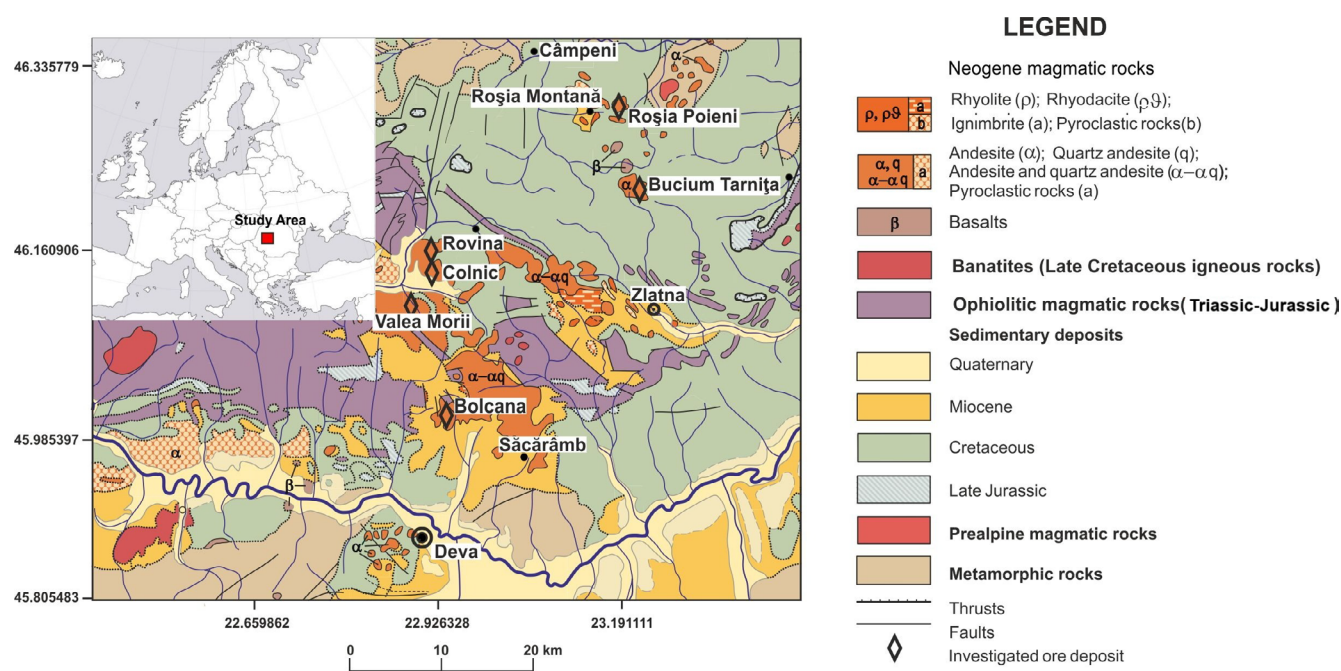 LEGEND
46.335779
46.160906
45.985397
45.805483
22.659862
22.926328
23.191111
0
10
20 km
Study Area
Câmpeni
α
Roşia Montană
Roşia Poieni
β
α
Bucium Tarniţa
Rovina
Colnic
α–αq
Zlatna
Valea Morii
α–αq
Bolcana
Săcărâmb
α
β
α
Deva
Neogene magmatic rocks
ρ, ρϑ
a
b
Rhyolite (ρ); Rhyodacite (ρϑ);
Ignimbrite (a); Pyroclastic rocks(b)
α, q
α–α q
a
Andesite (α); Quartz andesite (q);
Andesite and quartz andesite (α–αq);
Pyroclastic rocks (a)
β
Basalts
Banatites (Late Cretaceous igneous rocks)
Ophiolitic magmatic rocks( Triassic-Jurassic )
Sedimentary deposits
Quaternary
Miocene
Cretaceous
Late Jurassic
Prealpine magmatic rocks
Metamorphic rocks
Thrusts
Faults
Investigated ore deposit